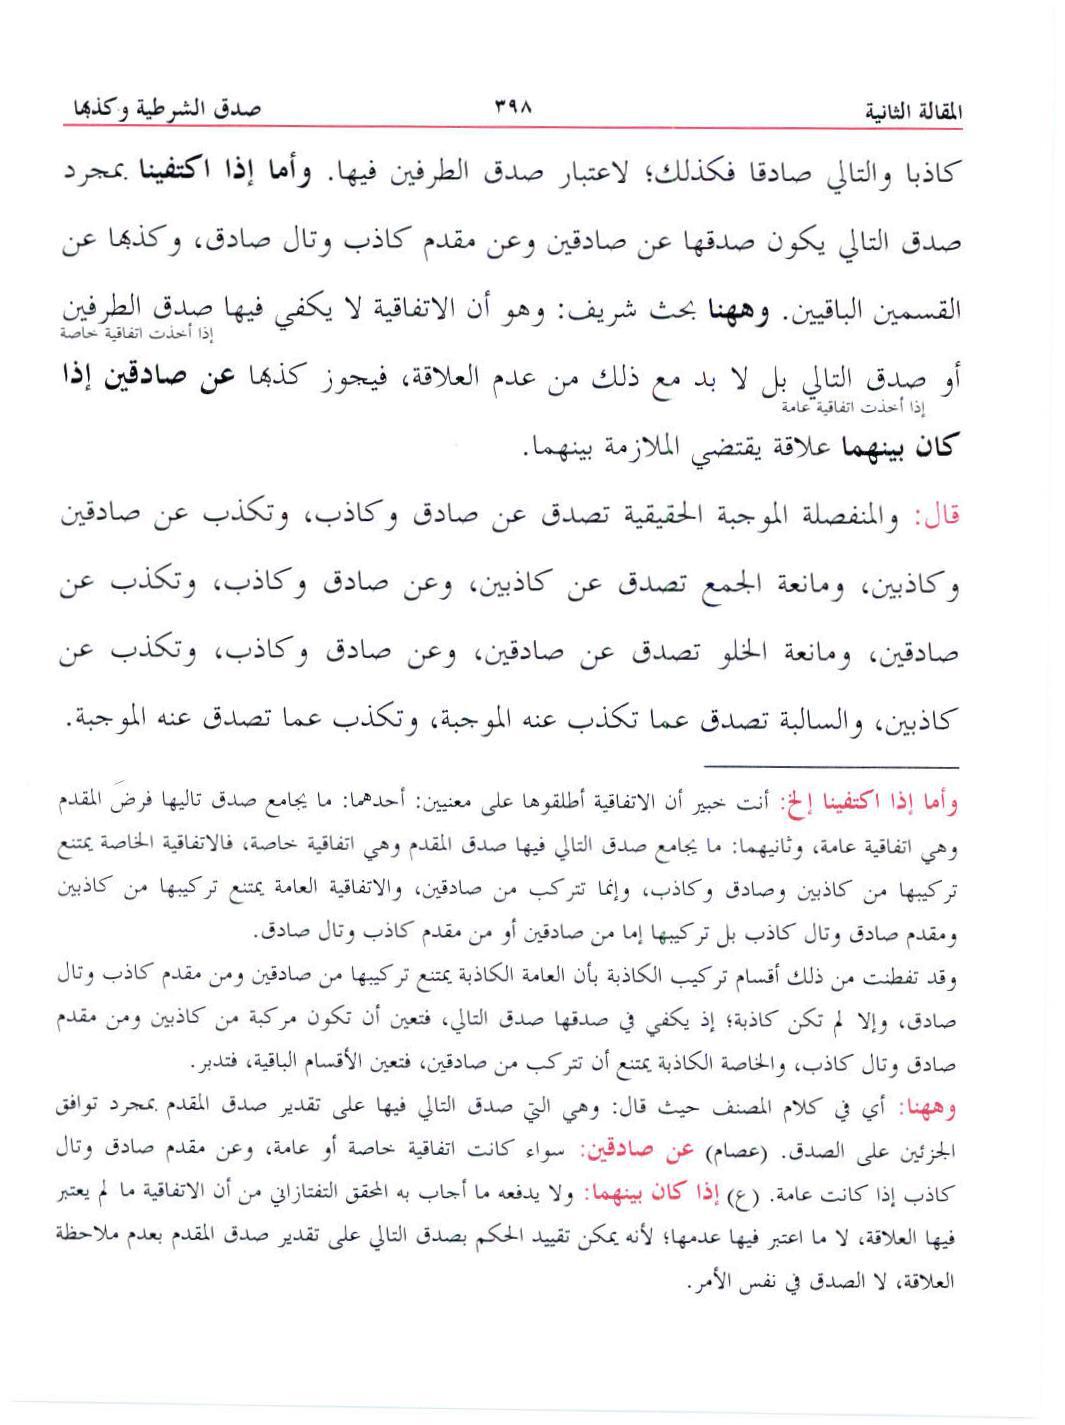 المقالة الثانية ٣٩٨ صدق الشرطية وكذبها
كاذبا والتالي صادقا فكذلك؛ لاعتبار صدق الطرفين فيها. وأما إذا اكتفينا بمجرد
صدق التالي يكون صدقها عن صادقين وعن مقدم كاذب وتال صادق، وكذبها عن
القسمين الباقيين. وههنا بحث شريف: وهو أن الاتفاقية لا يكفي فيها صدق الطرفين
إذا أخذت اتفاقية خاصة
أو صدق التالي بل لا بد مع ذلك من عدم العلاقة، فيجوز كذبها عن صادقين إذا
إذا أخذت اتفاقية عامة
كان بينهما علاقة يقتضي الملازمة بينهما.
قال: والمنفصلة الموجبة الحقيقية تصدق عن صادق وكاذب، وتكذب عن صادقين
وكاذبين، ومانعة الجمع تصدق عن كاذبين، وعن صادق وكاذب، وتكذب عن
صادقين، ومانعة الخلو تصدق عن صادقين، وعن صادق وكاذب، وتكذب عن
كاذبين، والسالبة تصدق عما تكذب عنه الموجبة، وتكذب عما تصدق عنه الموجبة.
وأما إذا اكتفينا إلخ: أنت خبير أن الاتفاقية أطلقوها على معنيين: أحدهما: ما يجامع صدق تاليها فرضَ المقدم
وهي اتفاقية عامة، وثانيهما: ما يجامع صدق التالي فيها صدق المقدم وهي اتفاقية خاصة، فالاتفاقية الخاصة يمتنع
تركيبها من كاذبين وصادق وكاذب، وإنما تتركب من صادقين، والاتفاقية العامة يمتنع تركيبها من كاذبين
ومقدم صادق وتال كاذب بل تركيبها إما من صادقين أو من مقدم كاذب وتال صادق.
وقد تفطنت من ذلك أقسام تركيب الكاذبة بأن العامة الكاذبة يمتنع تركيبها من صادقين ومن مقدم كاذب وتال
صادق، وإلا لم تكن كاذبة؛ إذ يكفي في صدقها صدق التالي، فتعين أن تكون مركبة من كاذبين ومن مقدم
صادق وتال كاذب، والخاصة الكاذبة يمتنع أن تتركب من صادقين، فتعين الأقسام الباقية، فتدبر.
وههنا: أي في كلام المصنف حيث قال: وهي التي صدق التالي فيها على تقدير صدق المقدم بمجرد توافق
الجزئين على الصدق. (عصام) عن صادقين: سواء كانت اتفاقية خاصة أو عامة، وعن مقدم صادق وتال
كاذب إذا كانت عامة. (ع) إذا كان بينهما: ولا يدفعه ما أجاب به المحقق التفتازاني من أن الاتفاقية ما لم يعتبر
فيها العلاقة، لا ما اعتبر فيها عدمها؛ لأنه يمكن تقييد الحكم بصدق التالي على تقدير صدق المقدم بعدم ملاحظة
العلاقة، لا الصدق في نفس الأمر.